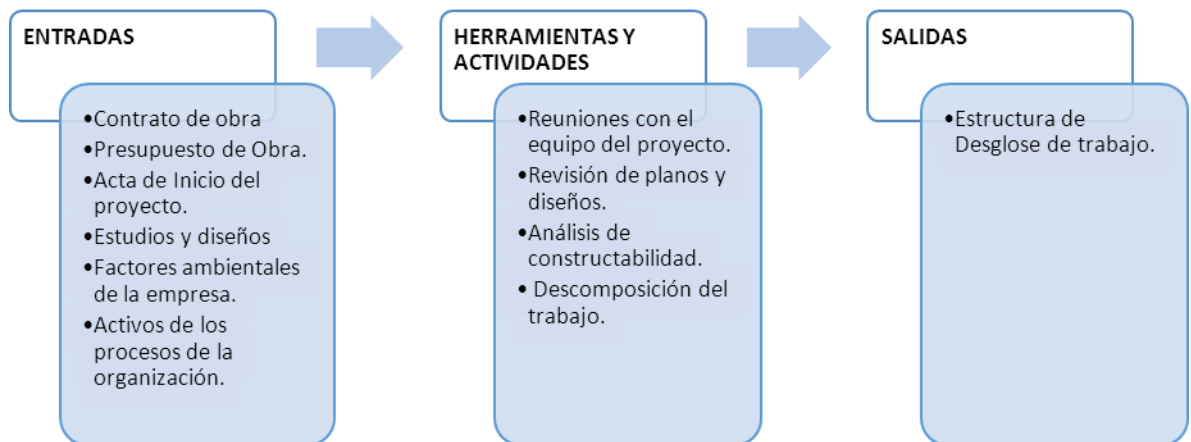 ENTRADAS
•Contrato de obra
•Presupuesto de Obra.
•Acta de Inicio del
proyecto.
•Estudios y diseños
•Factores ambientales
de la empresa.
•Activos de los
procesos de la
organización.
HERRAMIENTAS Y
ACTIVIDADES
•Reuniones con el
equipo del proyecto.
•Revisión de planos y
diseños.
•Análisis de
constructabilidad.
• Descomposición del
trabajo.
SALIDAS
•Estructura de
Desglose de trabajo.